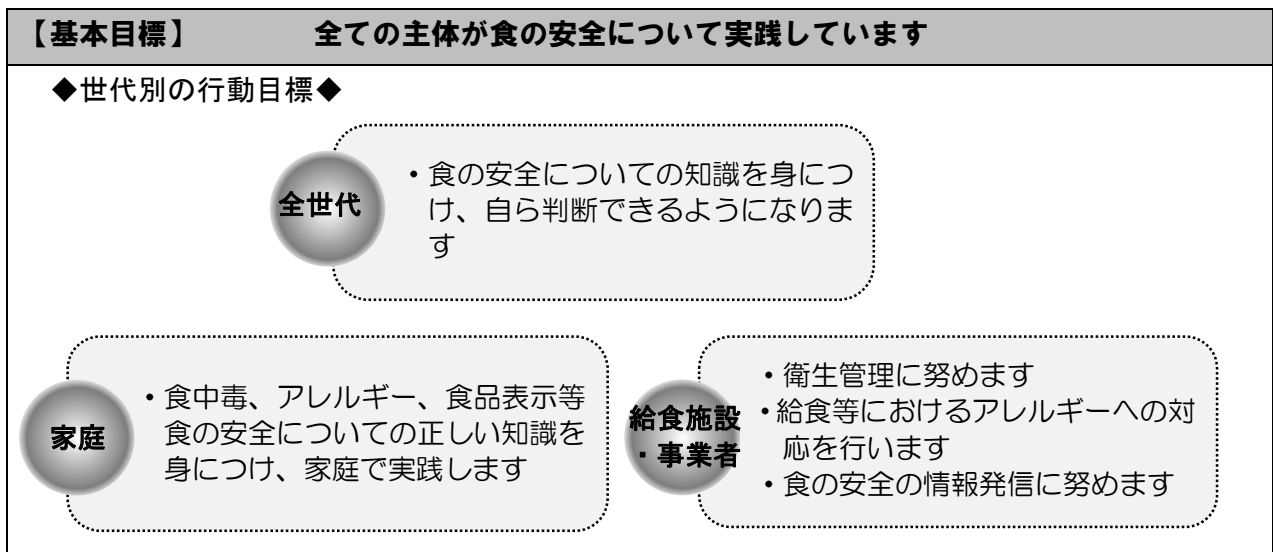 【基本目標】 全ての主体が食の安全について実践しています
◆世代別の行動目標◆
全世代
・食の安全についての知識を身につ
け、自ら判断できるようになりま
す
家庭
・食中毒、アレルギー、食品表示等
食の安全についての正しい知識を
身につけ、家庭で実践します
給食施設
・事業者
・衛生管理に努めます
・給食等におけるアレルギーへの対
応を行います
・食の安全の情報発信に努めます